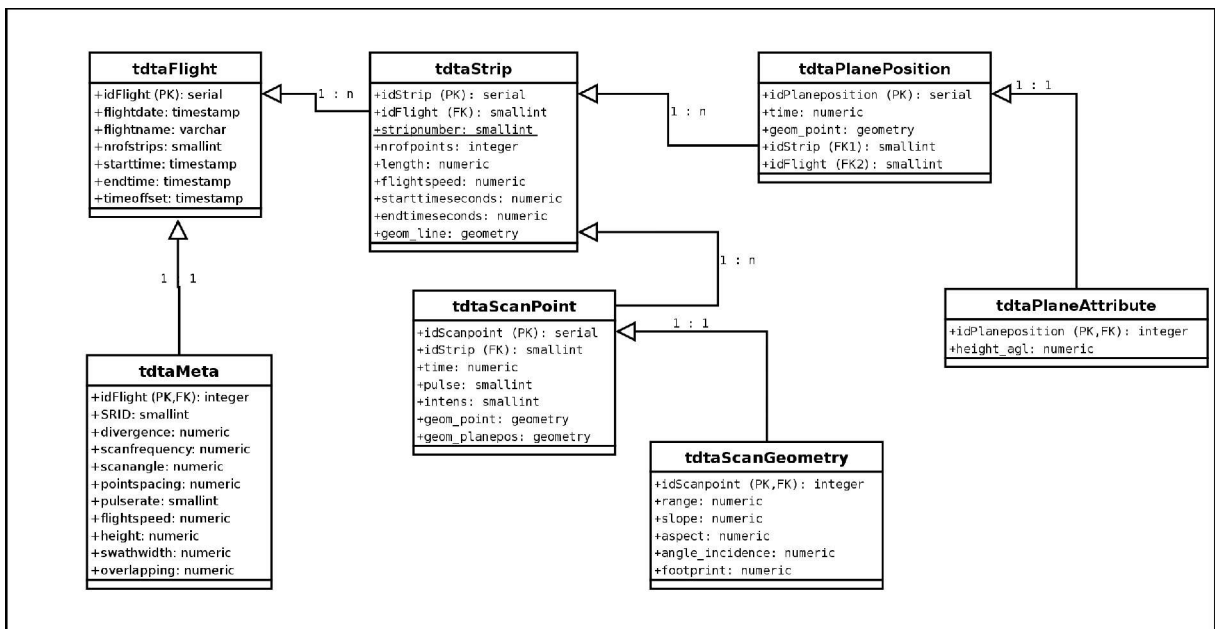 tdtaFlight
+idFlight (PK): serial
+flightdate: timestamp
+flightname: varchar
+nrofstrips: smallint
+starttime: timestamp
+endtime: timestamp
+timeoffset: timestamp
1 : n
tdtaStrip
+idStrip (PK): serial
+idFlight (FK): smallint
+stripnumber: smallint
+nrofpoints: integer
+length: numeric
+flightspeed: numeric
+starttimeseconds: numeric
+endtimeseconds: numeric
+geom_line: geometry
1 : n
tdtaPlanePosition
+idPlaneposition (PK): serial
+time: numeric
+geom_point: geometry
+idStrip (FK1): smallint
+idFlight (FK2): smallint
1 : 1
1 : 1
1 : n
tdtaScanPoint
+idScanpoint (PK): serial
+idStrip (FK): smallint
+time: numeric
+pulse: smallint
+intens: smallint
+geom_point: geometry
+geom_planepos: geometry
1 : 1
tdtaPlaneAttribute
+idPlaneposition (PK,FK): integer
+height_agl: numeric
tdtaMeta
+idFlight (PK,FK): integer
+SRID: smallint
+divergence: numeric
+scanfrequency: numeric
+scanangle: numeric
+pointspacing: numeric
+pulserate: smallint
+flightspeed: numeric
+height: numeric
+swathwidth: numeric
+overlapping: numeric
tdtaScanGeometry
+idScanpoint (PK,FK): integer
+range: numeric
+slope: numeric
+aspect: numeric
+angle_incidence: numeric
+footprint: numeric